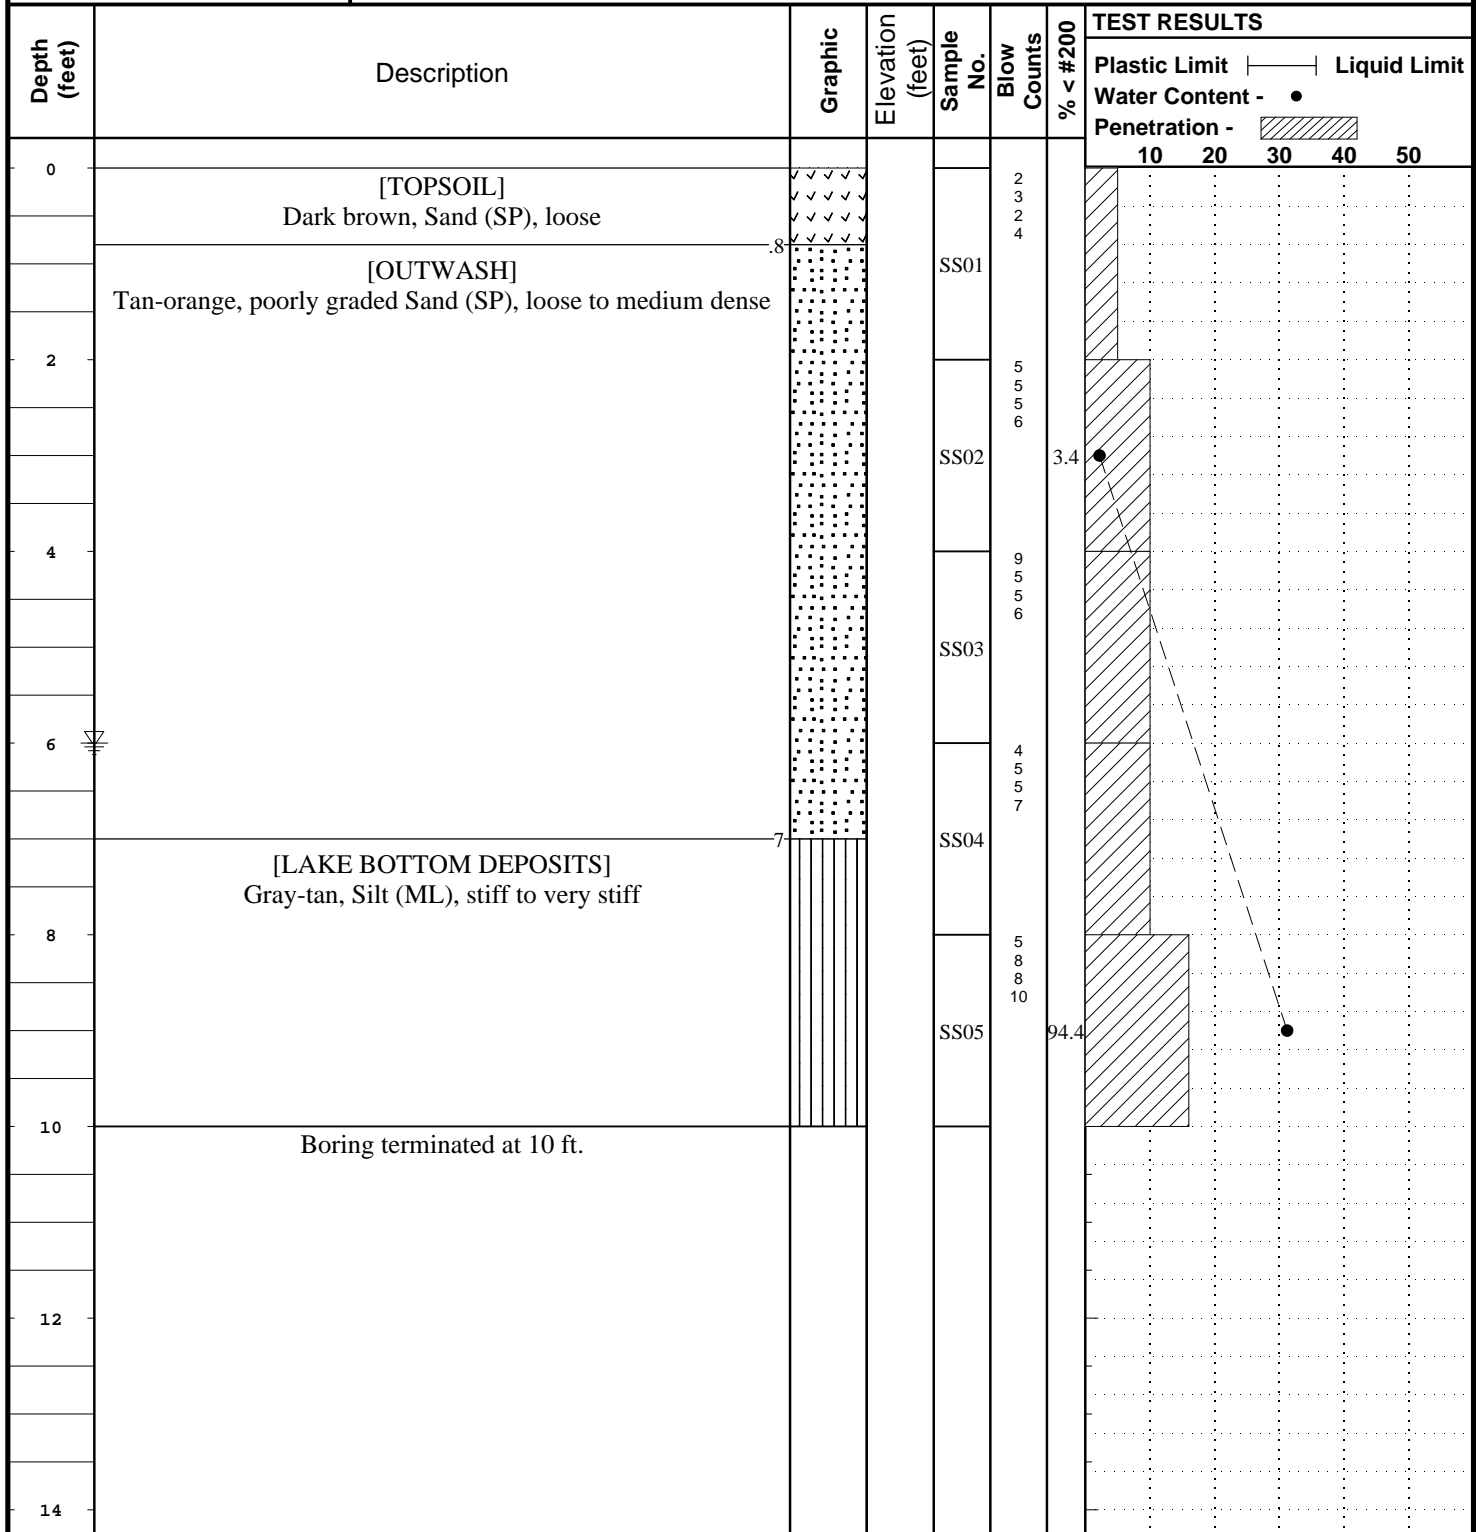 Depth
(feet)
Description
Graphic
Elevation
(feet)
Sample
No.
Blow
Counts
% < #200
TEST RESULTS
Plastic Limit Liquid Limit
Water Content -
Penetration -
10 20 30 40 50
0
[TOPSOIL]
Dark brown, Sand (SP), loose
.8
[OUTWASH]
Tan-orange, poorly graded Sand (SP), loose to medium dense
SS01
2
3
2
4
2
5
5
5
6
SS02
3.4
4
9
5
5
6
SS03
6
4
5
5
7
7
SS04
[LAKE BOTTOM DEPOSITS]
Gray-tan, Silt (ML), stiff to very stiff
8
5
8
8
10
SS05
94.4
10
Boring terminated at 10 ft.
12
14